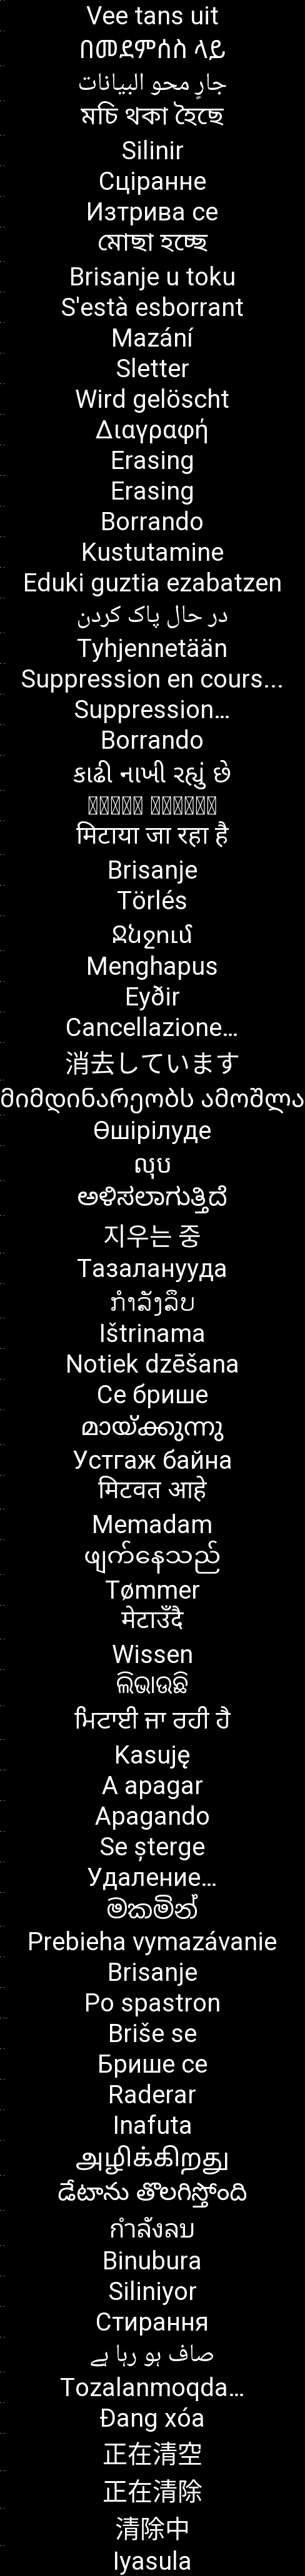 Vee tans uit
በመደምሰስ ላይ
جارٍ محو البيانات
মচি থকা হৈছে
Silinir
Сціранне
Изтрива се
মোছা হচ্ছে
Brisanje u toku
S'està esborrant
Mazání
Sletter
Wird gelöscht
Διαγραφή
Erasing
Erasing
Borrando
Kustutamine
Eduki guztia ezabatzen
در حال پاک کردن
Tyhjennetään
Suppression en cours...
Suppression…
Borrando
કાઢી નાખી રહ્યું છે
मिटाया जा रहा है
Brisanje
Törlés
Ջնջում
Menghapus
Eyðir
Cancellazione…
消去しています
მიმდინარეობს ამოშლა
Өшірілуде
លុប
ಅಳಿಸಲಾಗುತ್ತಿದೆ
지우는 중
Тазаланууда
ກຳລັງລຶບ
Ištrinama
Notiek dzēšana
Се брише
മായ്ക്കുന്നു
Устгаж байна
मिटवत आहे
Memadam
ဖျက်နေသည်
Tømmer
मेटाउँदै
Wissen
ଲିଭାଉଛି
ਮਿਟਾਈ ਜਾ ਰਹੀ ਹੈ
Kasuję
A apagar
Apagando
Se șterge
Удаление…
මකමින්
Prebieha vymazávanie
Brisanje
Po spastron
Briše se
Брише се
Raderar
Inafuta
அழிக்கிறது
డేటాను తొలగిస్తోంది
กำลังลบ
Binubura
Siliniyor
Стирання
صاف ہو رہا ہے
Tozalanmoqda…
Đang xóa
正在清空
正在清除
清除中
Iyasula